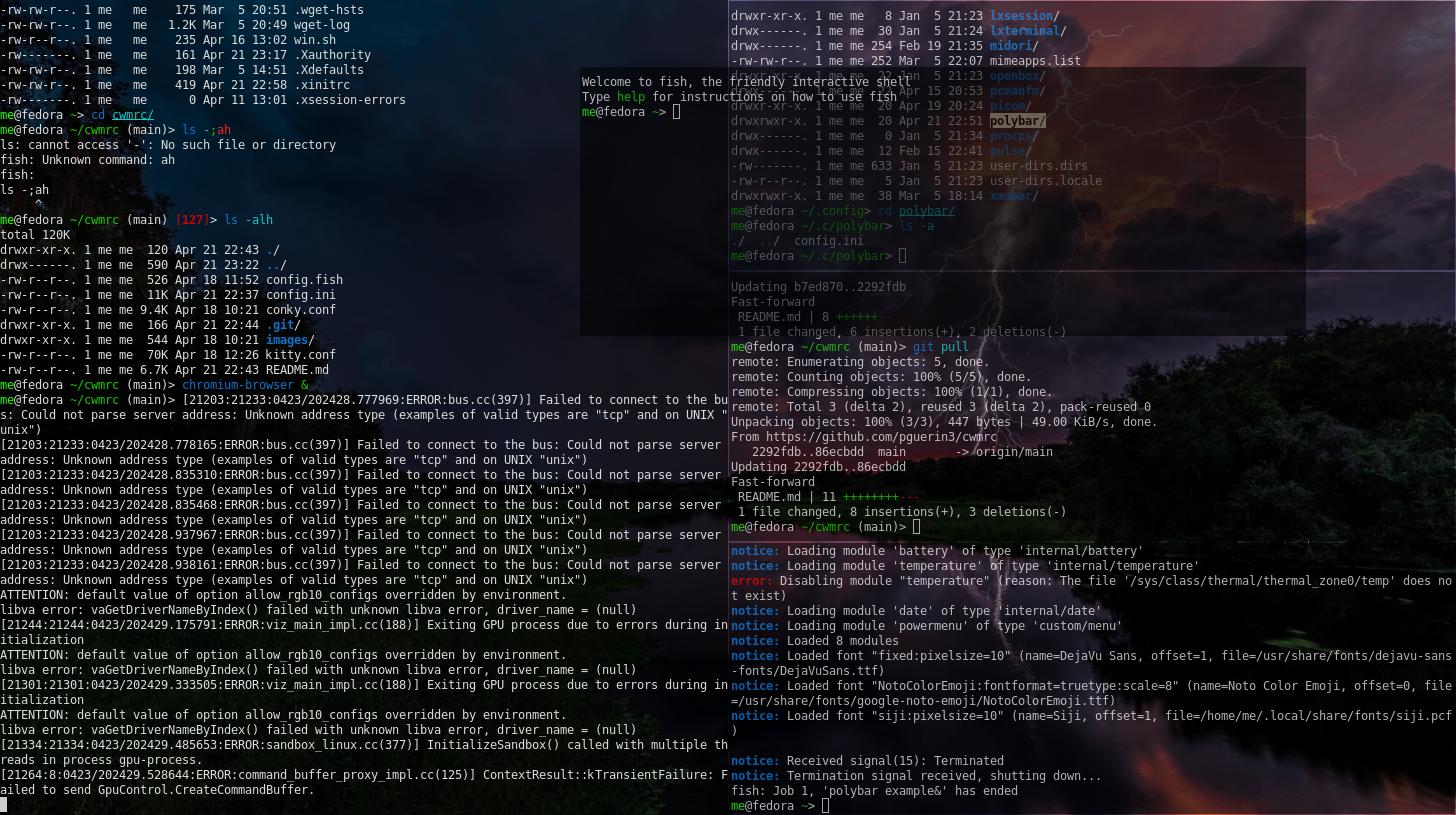 -rw-rw-r--. 1 me   me    175 Mar  5 20:51 .wget-hsts
-rw-rw-r--. 1 me   me   1.2K Mar  5 20:49 wget-log
-rw-r--r--. 1 me   me    235 Apr 16 13:02 win.sh
-rw-------. 1 me   me    161 Apr 21 23:17 .Xauthority
-rw-rw-r--. 1 me   me    198 Mar  5 14:51 .Xdefaults
-rw-rw-r--. 1 me   me    419 Apr 21 22:58 .xinitrc
-rw-------. 1 me   me      0 Apr 11 13:01 .xsession-errors
me@fedora ~> cd cwmrc/
me@fedora ~/cwmrc (main)> ls -;ah
ls: cannot access '-': No such file or directory
fish: Unknown command: ah
fish:
ls -;ah
     ^
me@fedora ~/cwmrc (main) [127]> ls -alh
total 120K
drwxr-xr-x. 1 me me  120 Apr 21 22:43 ./
drwx------. 1 me me  590 Apr 21 23:22 ../
-rw-r--r--. 1 me me  526 Apr 18 11:52 config.fish
-rw-r--r--. 1 me me  11K Apr 21 22:37 config.ini
-rw-r--r--. 1 me me 9.4K Apr 18 10:21 conky.conf
drwxr-xr-x. 1 me me  166 Apr 21 22:44 .git/
drwxr-xr-x. 1 me me  544 Apr 18 10:21 images/
-rw-r--r--. 1 me me  70K Apr 18 12:26 kitty.conf
-rw-r--r--. 1 me me 6.7K Apr 21 22:43 README.md
me@fedora ~/cwmrc (main)> chromium-browser &
me@fedora ~/cwmrc (main)> [21203:21233:0423/202428.777969:ERROR:bus.cc(397)] Failed to connect to the bu
s: Could not parse server address: Unknown address type (examples of valid types are "tcp" and on UNIX "
unix")
[21203:21233:0423/202428.778165:ERROR:bus.cc(397)] Failed to connect to the bus: Could not parse server
address: Unknown address type (examples of valid types are "tcp" and on UNIX "unix")
[21203:21233:0423/202428.835310:ERROR:bus.cc(397)] Failed to connect to the bus: Could not parse server
address: Unknown address type (examples of valid types are "tcp" and on UNIX "unix")
[21203:21233:0423/202428.835468:ERROR:bus.cc(397)] Failed to connect to the bus: Could not parse server
address: Unknown address type (examples of valid types are "tcp" and on UNIX "unix")
[21203:21233:0423/202428.937967:ERROR:bus.cc(397)] Failed to connect to the bus: Could not parse server
address: Unknown address type (examples of valid types are "tcp" and on UNIX "unix")
[21203:21233:0423/202428.938161:ERROR:bus.cc(397)] Failed to connect to the bus: Could not parse server
address: Unknown address type (examples of valid types are "tcp" and on UNIX "unix")
ATTENTION: default value of option allow_rgb10_configs overridden by environment.
libva error: vaGetDriverNameByIndex() failed with unknown libva error, driver_name = (null)
[21244:21244:0423/202429.175791:ERROR:viz_main_impl.cc(188)] Exiting GPU process due to errors during in
itialization
ATTENTION: default value of option allow_rgb10_configs overridden by environment.
libva error: vaGetDriverNameByIndex() failed with unknown libva error, driver_name = (null)
[21301:21301:0423/202429.333505:ERROR:viz_main_impl.cc(188)] Exiting GPU process due to errors during in
itialization
ATTENTION: default value of option allow_rgb10_configs overridden by environment.
libva error: vaGetDriverNameByIndex() failed with unknown libva error, driver_name = (null)
[21334:21334:0423/202429.485653:ERROR:sandbox_linux.cc(377)] InitializeSandbox() called with multiple th
reads in process gpu-process.
[21264:8:0423/202429.528644:ERROR:command_buffer_proxy_impl.cc(125)] ContextResult::kTransientFailure: F
ailed to send GpuControl.CreateCommandBuffer.
Welcome to fish, the friendly interactive shell
Type help for instructions on how to use fish
me@fedora ~>
drwxr-xr-x. 1 me me   8 Jan  5 21:23 lxsession/
drwx------. 1 me me  30 Jan  5 21:24 lxterminal/
drwx------. 1 me me 254 Feb 19 21:35 midori/
-rw-rw-r--. 1 me me 252 Mar  5 22:07 mimeapps.list
Jan  5 21:23 openbox/
15 20:53 pcmanfm/
20 Apr 19 20:24 picom/
drwxrwxr-x. 1 me me  20 Apr 21 22:51 polybar/
drwx------. 1 me me   0 Jan  5 21:34 procps/
drwx------. 1 me me  12 Feb 15 22:41 pulse/
-rw-------. 1 me me 633 Jan  5 21:23 user-dirs.dirs
-rw-r--r--. 1 me me   5 Jan  5 21:23 user-dirs.locale
drwxrwxr-x. 1 me me  38 Mar  5 18:14 xmobar/
me@fedora ~/.config> cd polybar/
me@fedora ~/.c/polybar> ls -a
./  ../  config.ini
me@fedora ~/.c/polybar>
Updating b7ed870..2292fdb
Fast-forward
 README.md | 8 ++++++--
 1 file changed, 6 insertions(+), 2 deletions(-)
me@fedora ~/cwmrc (main)> git pull
remote: Enumerating objects: 5, done.
remote: Counting objects: 100% (5/5), done.
remote: Compressing objects: 100% (1/1), done.
remote: Total 3 (delta 2), reused 3 (delta 2), pack-reused 0
Unpacking objects: 100% (3/3), 447 bytes | 49.00 KiB/s, done.
From https://github.com/pguerin3/cwmrc
   2292fdb..86ecbdd  main       -> origin/main
Updating 2292fdb..86ecbdd
Fast-forward
 README.md | 11 ++++++++---
 1 file changed, 8 insertions(+), 3 deletions(-)
me@fedora ~/cwmrc (main)>
notice: Loading module 'battery' of type 'internal/battery'
notice: Loading module 'temperature' of type 'internal/temperature'
error: Disabling module "temperature" (reason: The file '/sys/class/thermal/thermal_zone0/temp' does no
t exist)
notice: Loading module 'date' of type 'internal/date'
notice: Loading module 'powermenu' of type 'custom/menu'
notice: Loaded 8 modules
notice: Loaded font "fixed:pixelsize=10" (name=DejaVu Sans, offset=1, file=/usr/share/fonts/dejavu-sans
-fonts/DejaVuSans.ttf)
notice: Loaded font "NotoColorEmoji:fontformat=truetype:scale=8" (name=Noto Color Emoji, offset=0, file
=/usr/share/fonts/google-noto-emoji/NotoColorEmoji.ttf)
notice: Loaded font "siji:pixelsize=10" (name=Siji, offset=1, file=/home/me/.local/share/fonts/siji.pcf
)
notice: Received signal(15): Terminated
notice: Termination signal received, shutting down...
fish: Job 1, 'polybar example&' has ended
me@fedora ~>